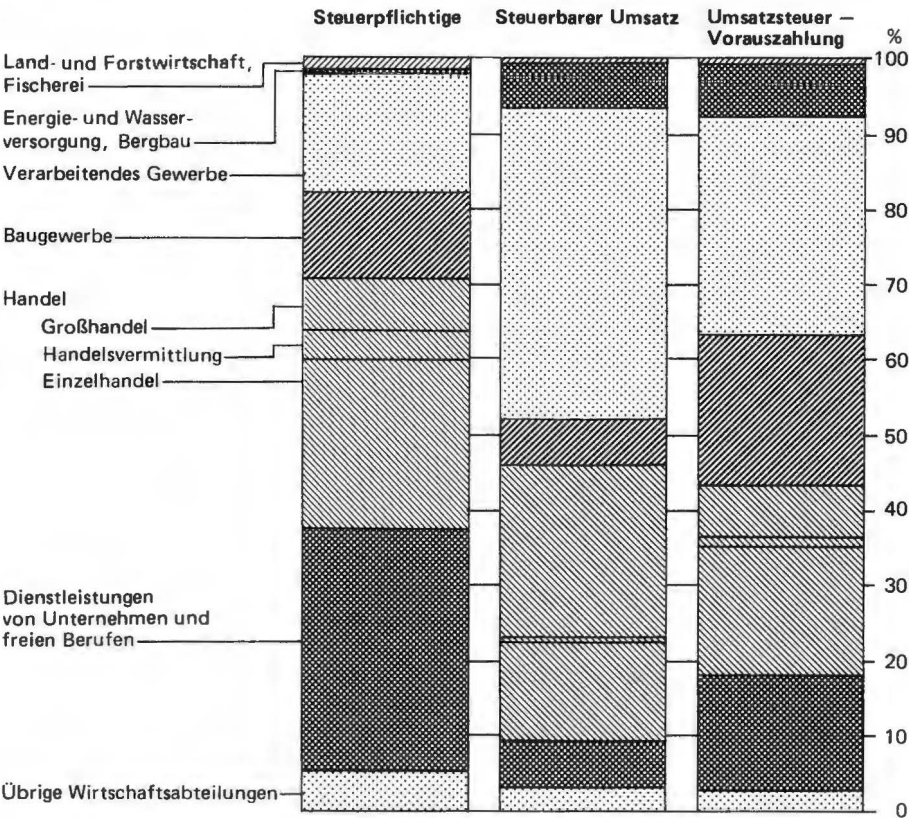 Steuerpflichtige
Steuerbarer Umsatz
Umsatzsteuer –
Vorauszahlung
%
Land- und Forstwirtschaft,
Fischerei
Energie- und Wasser-
versorgung, Bergbau
Verarbeitendes Gewerbe
Baugewerbe
Handel
Großhandel
Handelsvermittlung
Einzelhandel
Dienstleistungen
von Unternehmen und
freien Berufen
Übrige Wirtschaftsabteilungen
100
90
80
70
60
50
40
30
20
10
0